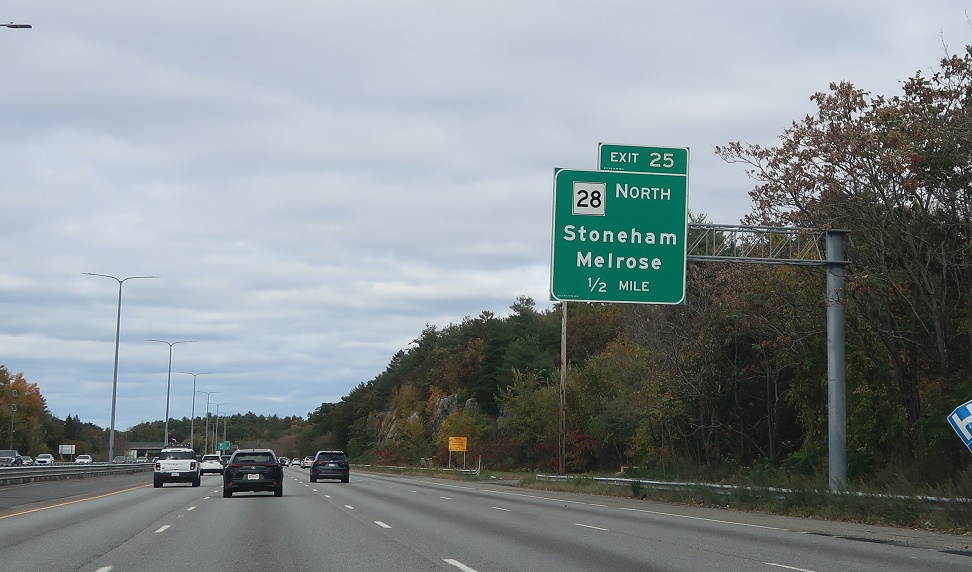 EXIT 25
28 NORTH
Stoneham
Melrose
1/2 MILE